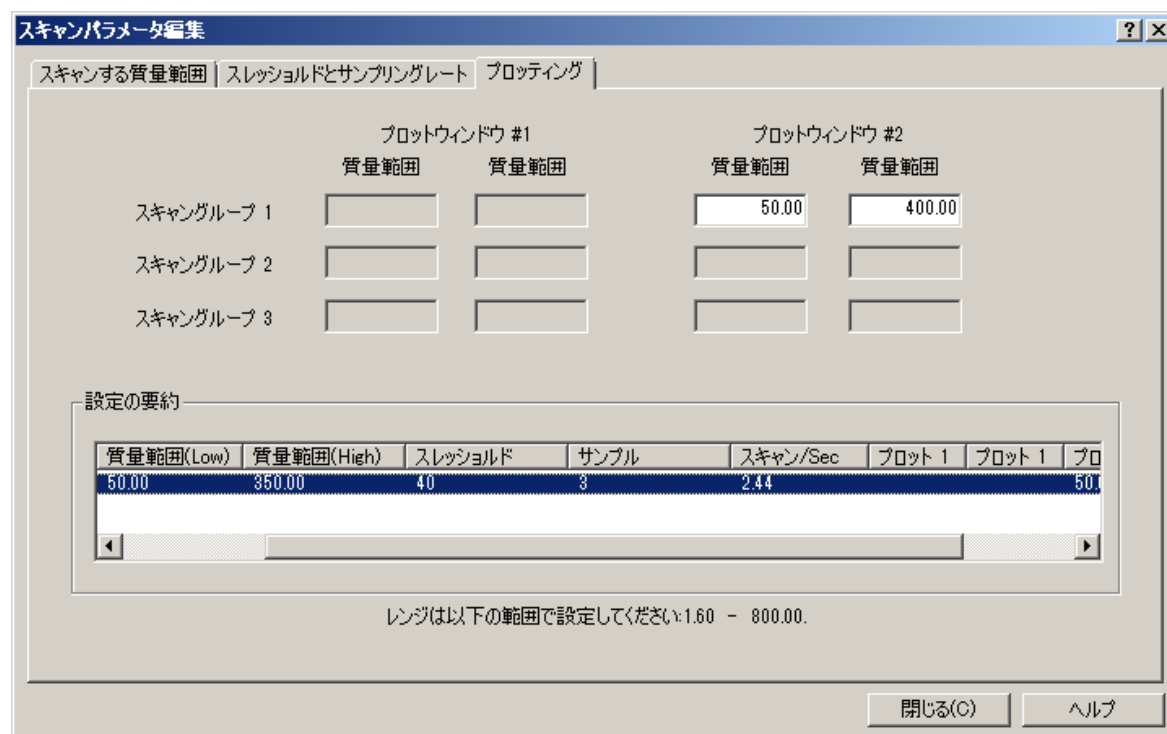 スキャンパラメータ編集
スキャンする質量範囲 スレッショルドとサンプリングレート プロッティング
プロットウィンドウ #1 プロットウィンドウ #2
質量範囲 質量範囲 質量範囲 質量範囲
スキャングループ 1 50.00 400.00
スキャングループ 2
スキャングループ 3
設定の要約
質量範囲(Low) 質量範囲(High) スレッショルド サンプル スキャン/Sec プロット 1 プロット 1 プロ
50.00 350.00 40 3 2.44 50.
レンジは以下の範囲で設定してください:1.60 - 800.00.
閉じる(C) ヘルプ